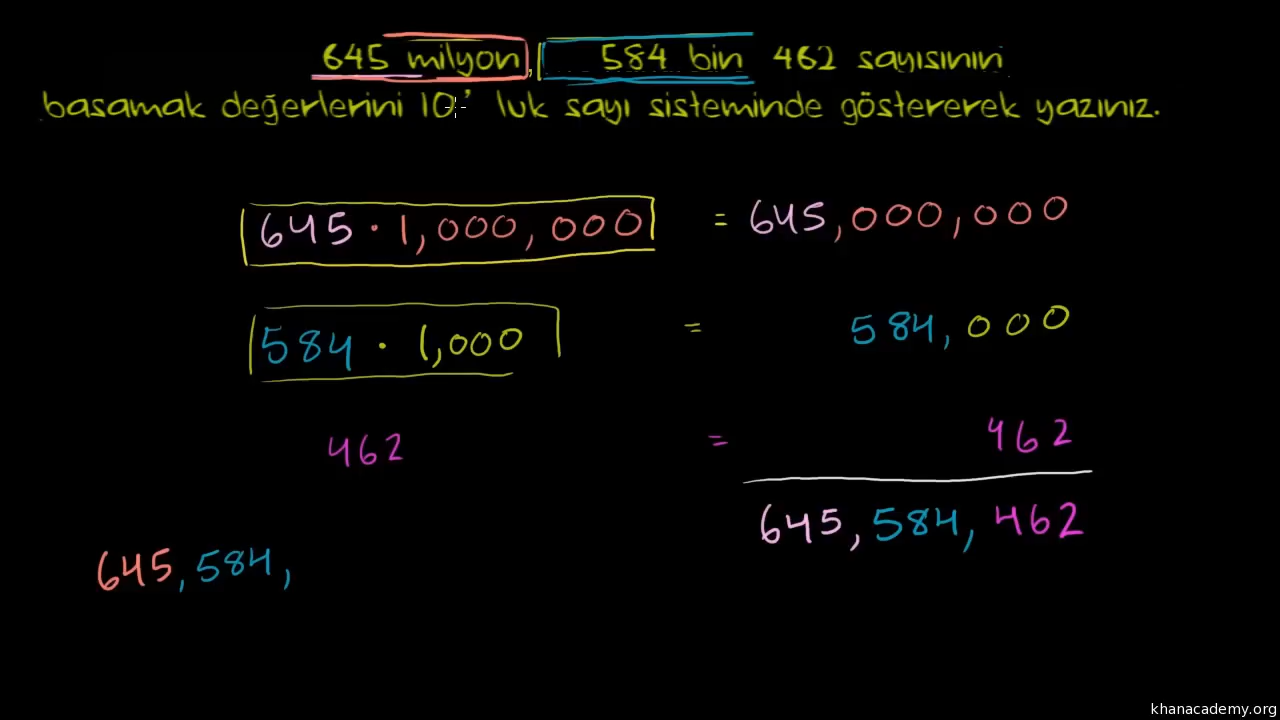 645 milyon, 584 bin 462 sayısının
basamak değerlerini 10' luk sayı sisteminde göstererek yazınız.
645 · 1,000,000 = 645,000,000
584 · 1,000 = 584,000
462 = 462
645,584,462
645,584,
khanacademy.org